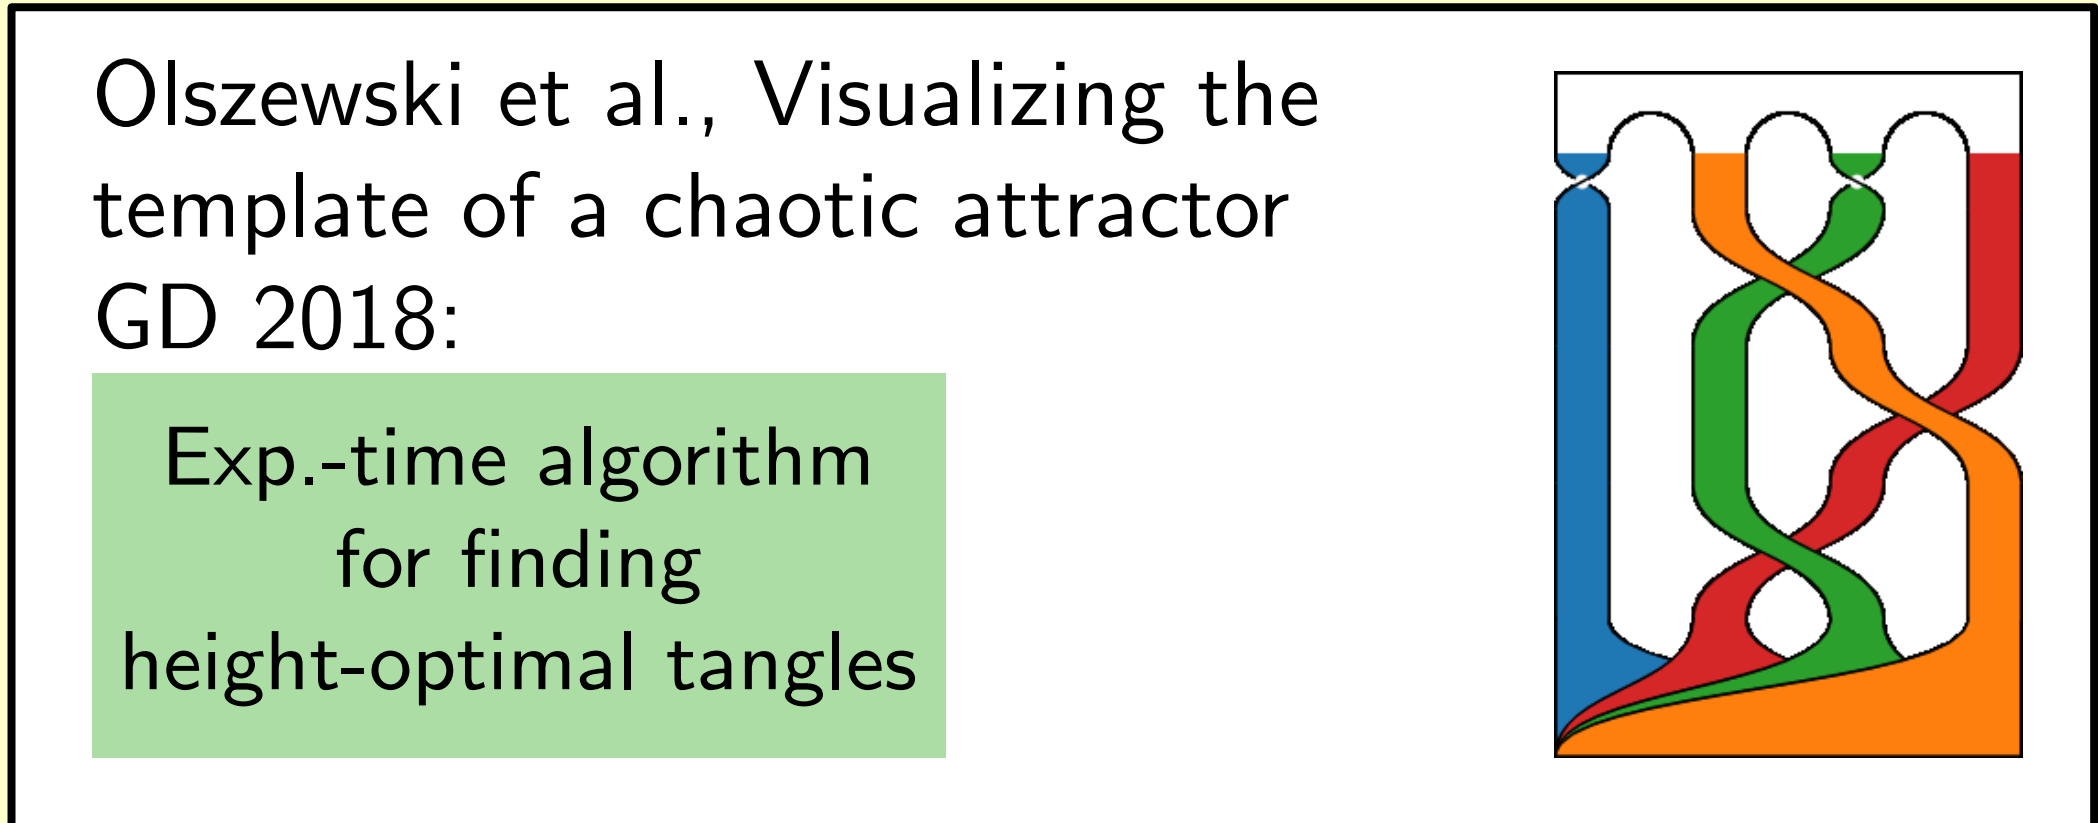 Olszewski et al., Visualizing the
template of a chaotic attractor
GD 2018:
Exp.-time algorithm
for finding
height-optimal tangles